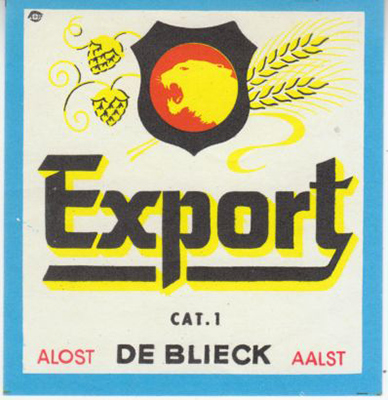 Export
CAT.1
ALOST DE BLIECK AALST